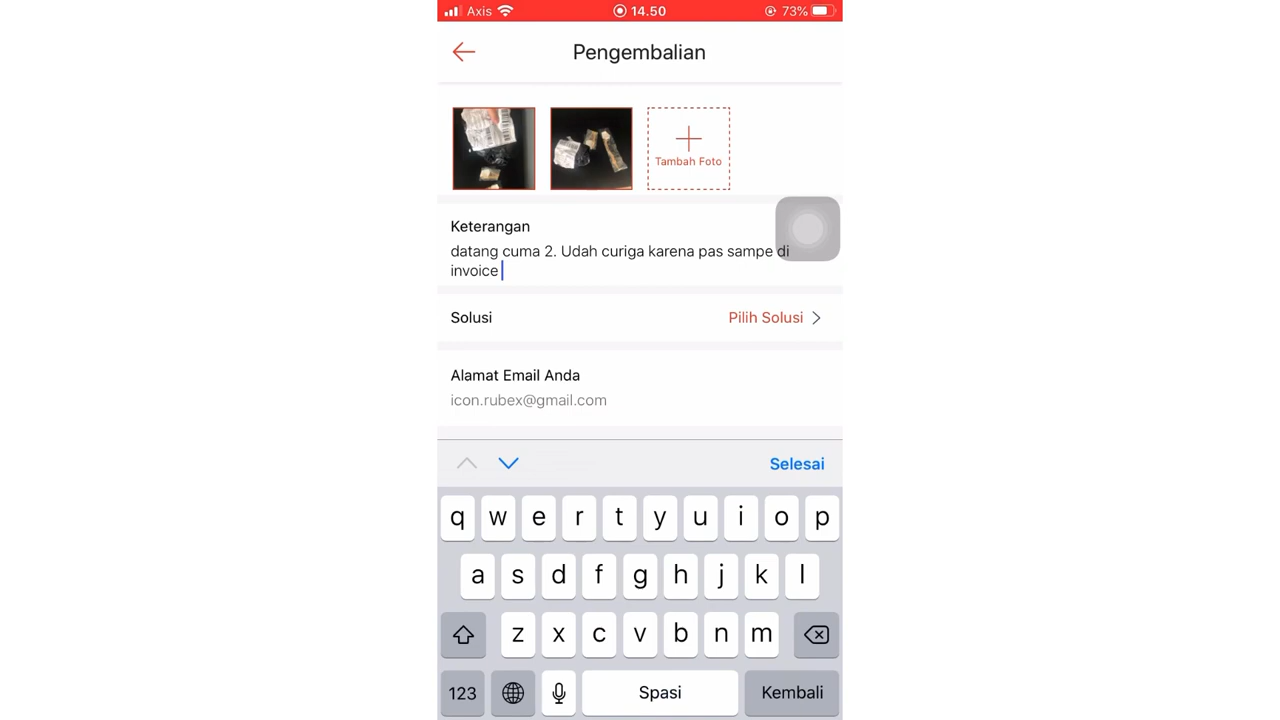 Axis 14.50 73%
Pengembalian
Tambah Foto
Keterangan
datang cuma 2. Udah curiga karena pas sampe di
invoice
Solusi Pilih Solusi
Alamat Email Anda
icon.rubex@gmail.com
Selesai
q w e r t y u i o p
a s d f g h j k l
z x c v b n m
123 Spasi Kembali